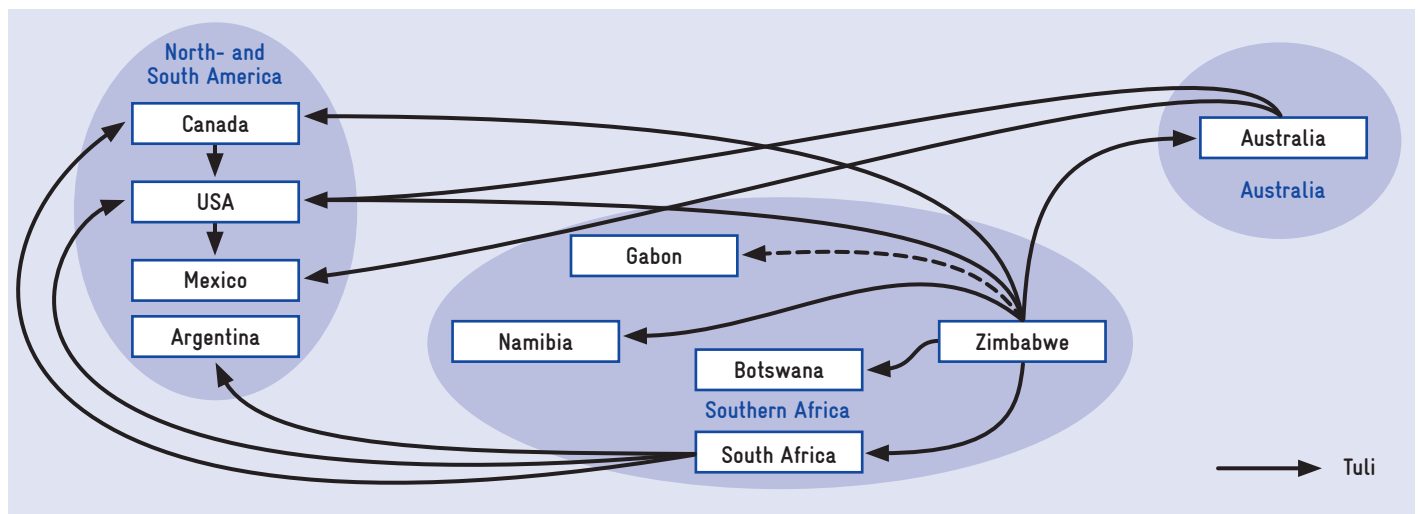 North- and
South America
Canada
USA
Mexico
Argentina
Gabon
Namibia
Botswana
Zimbabwe
Southern Africa
South Africa
Australia
Australia
Tuli